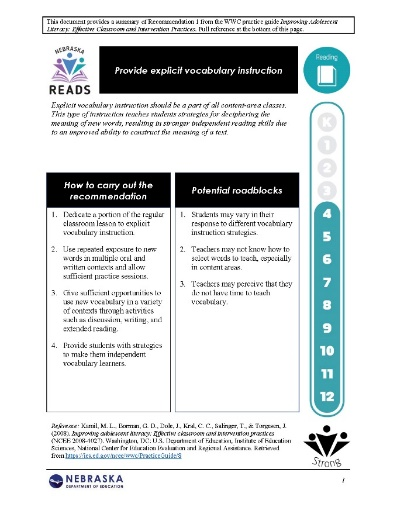 This document provides a summary of Recommendation 1 from the WWC practice guide Improving Adolescent
Literacy: Effective Classroom and Intervention Practices. Full reference at the bottom of this page.
NEBRASKA
READS
Provide explicit vocabulary instruction
Reading
Explicit vocabulary instruction should be a part of all content-area classes.
This type of instruction teaches students strategies for deciphering the
meaning of new words, resulting in stronger independent reading skills due
to an improved ability to construct the meaning of a text.
K
1
2
3
4
5
6
7
8
9
10
11
12
How to carry out the
recommendation
1. Dedicate a portion of the regular
classroom lesson to explicit
vocabulary instruction.
2. Use repeated exposure to new
words in multiple oral and
written contexts and allow
sufficient practice sessions.
3. Give sufficient opportunities to
use new vocabulary in a variety
of contexts through activities
such as discussion, writing, and
extended reading.
4. Provide students with strategies
to make them independent
vocabulary learners.
Potential roadblocks
1. Students may vary in their
response to different vocabulary
instruction strategies.
2. Teachers may not know how to
select words to teach, especially
in content areas.
3. Teachers may perceive that they
do not have time to teach
vocabulary.
Reference: Kamil, M. L., Borman, G. D., Dole, J., Kral, C. C., Salinger, T., & Torgesen, J.
(2008). Improving adolescent literacy: Effective classroom and intervention practices
(NCEE 2008-4027). Washington, DC: U.S. Department of Education, Institute of Education
Sciences, National Center for Education Evaluation and Regional Assistance. Retrieved
from https://ies.ed.gov/ncee/wwc/PracticeGuide/8
Strong
NEBRASKA
DEPARTMENT OF EDUCATION
1